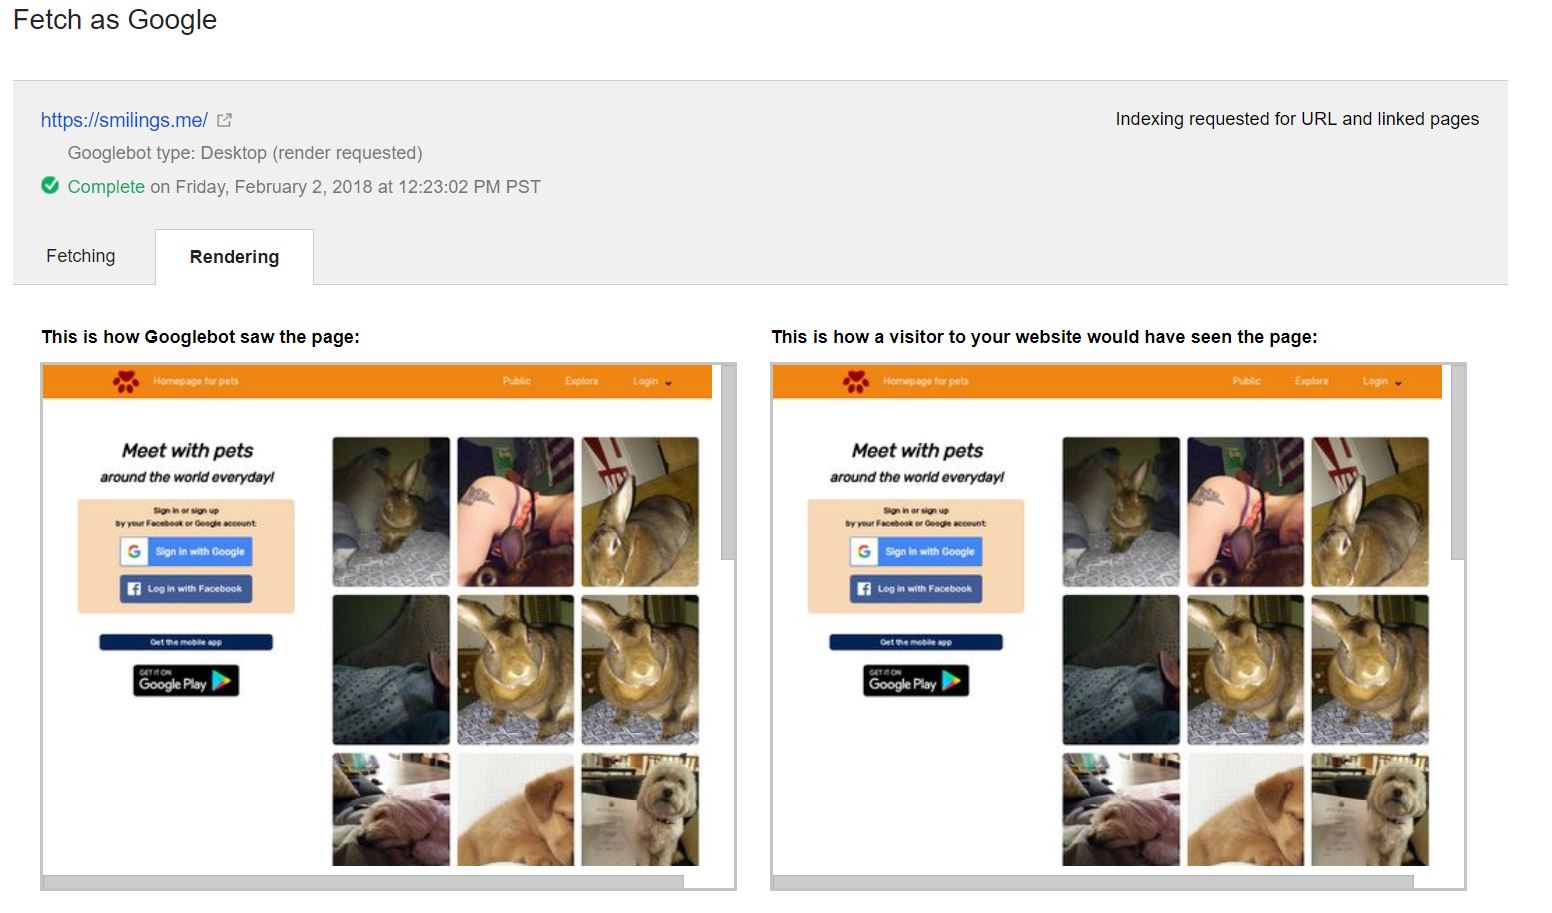 Fetch as Google
https://smilings.me/
Indexing requested for URL and linked pages
Googlebot type: Desktop (render requested)
Complete on Friday, February 2, 2018 at 12:23:02 PM PST
Fetching
Rendering
This is how Googlebot saw the page:
Homepage for pets
Public
Explore
Login
Meet with pets
around the world everyday!
Sign in or sign up
by your Facebook or Google account:
G
Sign in with Google
f
Log in with Facebook
Get the mobile app
GET IT ON
Google Play
This is how a visitor to your website would have seen the page:
Homepage for pets
Public
Explore
Login
Meet with pets
around the world everyday!
Sign in or sign up
by your Facebook or Google account:
G
Sign in with Google
f
Log in with Facebook
Get the mobile app
GET IT ON
Google Play